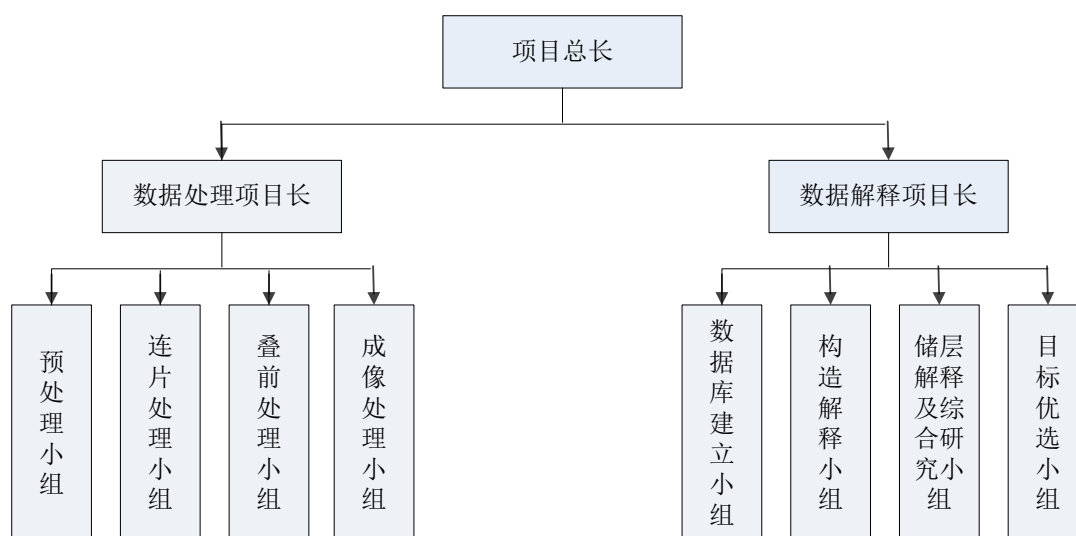 项目总长
数据处理项目长
数据解释项目长
预处理小组
连片处理小组
叠前处理小组
成像处理小组
数据库建立小组
构造解释小组
储层解释及综合研究小组
目标优选小组